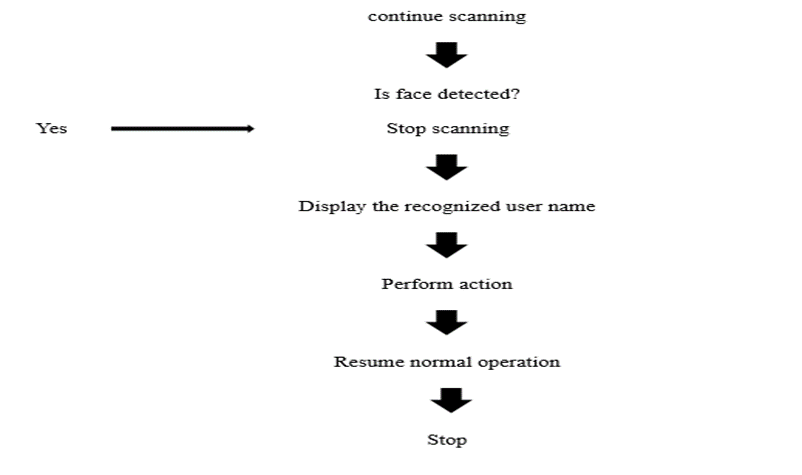 continue scanning
Is face detected?
Yes
Stop scanning
Display the recognized user name
Perform action
Resume normal operation
Stop